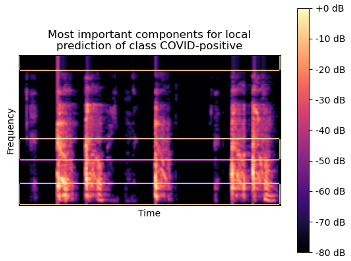 Most important components for local
prediction of class COVID-positive
Frequency
Time
+0 dB
-10 dB
-20 dB
-30 dB
-40 dB
-50 dB
-60 dB
-70 dB
-80 dB